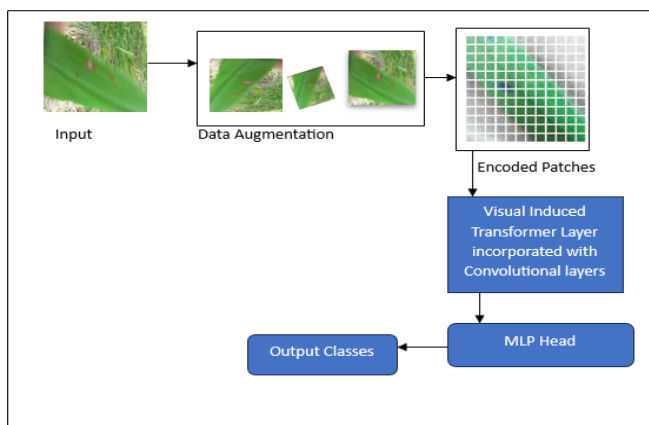 Input
Data Augmentation
Encoded Patches
Visual Induced
Transformer Layer
incorporated with
Convolutional layers
MLP Head
Output Classes